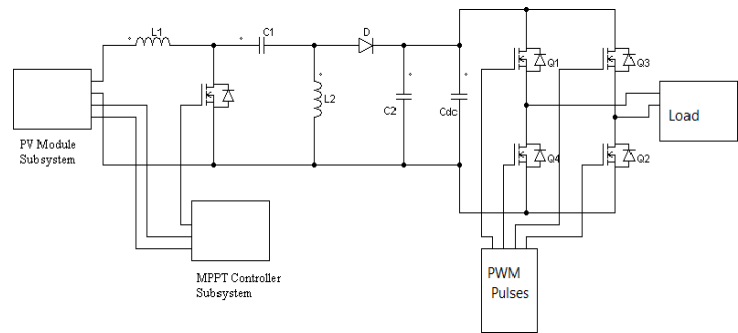 L1
C1
D
Q1
Q3
L2
C2
Cdc
Load
PV Module
Subsystem
Q4
Q2
MPPT Controller
Subsystem
PWM
Pulses